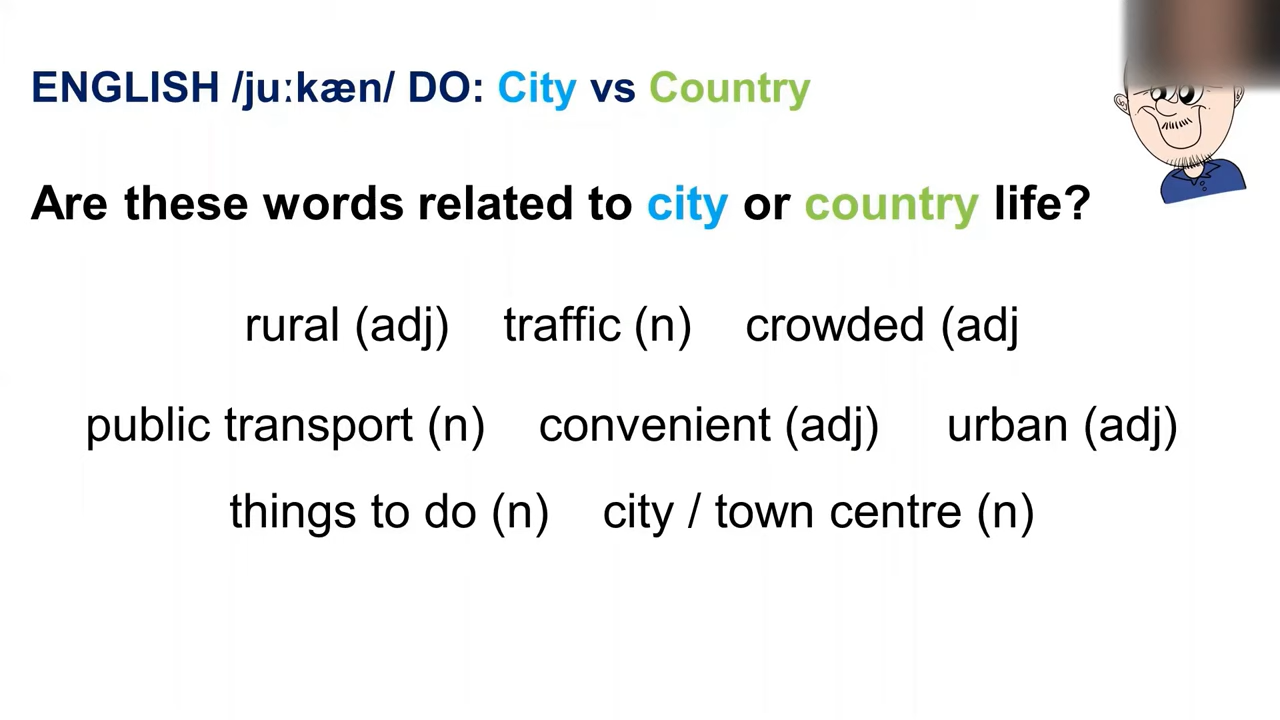 ENGLISH /juːkæn/ DO: City vs Country
Are these words related to city or country life?
rural (adj) traffic (n) crowded (adj
public transport (n) convenient (adj) urban (adj)
things to do (n) city / town centre (n)